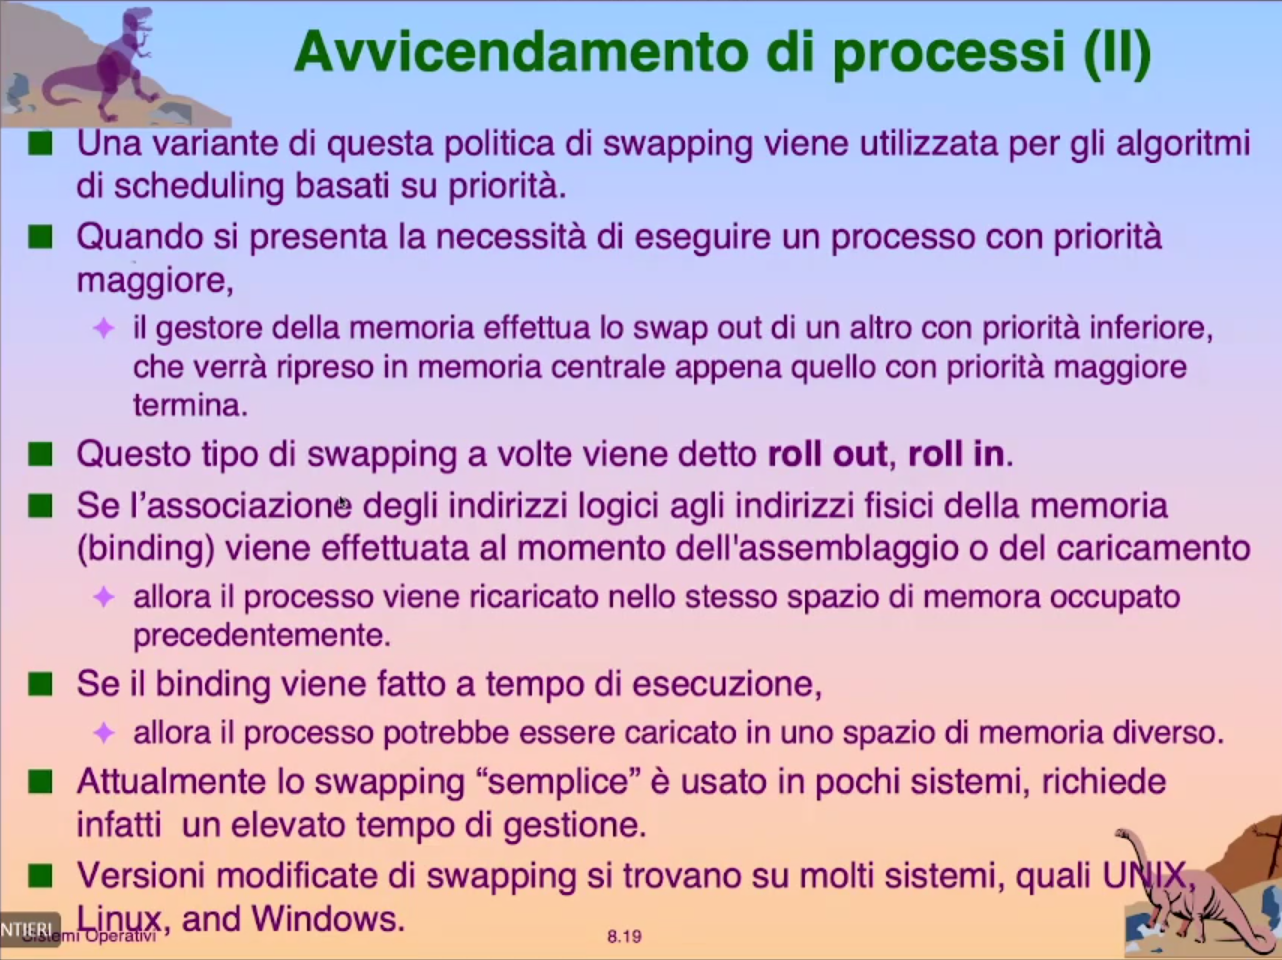 Avvicendamento di processi (II)
Una variante di questa politica di swapping viene utilizzata per gli algoritmi
di scheduling basati su priorità.
Quando si presenta la necessità di eseguire un processo con priorità
maggiore,
il gestore della memoria effettua lo swap out di un altro con priorità inferiore,
che verrà ripreso in memoria centrale appena quello con priorità maggiore
termina.
Questo tipo di swapping a volte viene detto roll out, roll in.
Se l’associazione degli indirizzi logici agli indirizzi fisici della memoria
(binding) viene effettuata al momento dell'assemblaggio o del caricamento
allora il processo viene ricaricato nello stesso spazio di memora occupato
precedentemente.
Se il binding viene fatto a tempo di esecuzione,
allora il processo potrebbe essere caricato in uno spazio di memoria diverso.
Attualmente lo swapping “semplice” è usato in pochi sistemi, richiede
infatti un elevato tempo di gestione.
Versioni modificate di swapping si trovano su molti sistemi, quali UNIX,
Linux, and Windows.
NTIERI
Sistemi Operativi
8.19